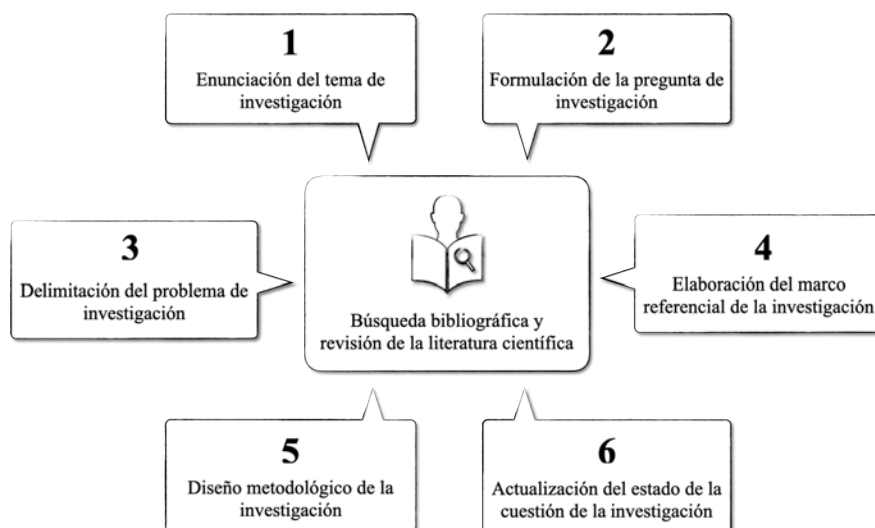 1
Enunciación del tema de
investigación
2
Formulación de la pregunta de
investigación
3
Delimitación del problema de
investigación
4
Elaboración del marco
referencial de la investigación
Búsqueda bibliográfica y
revisión de la literatura científica
5
Diseño metodológico de la
investigación
6
Actualización del estado de la
cuestión de la investigación